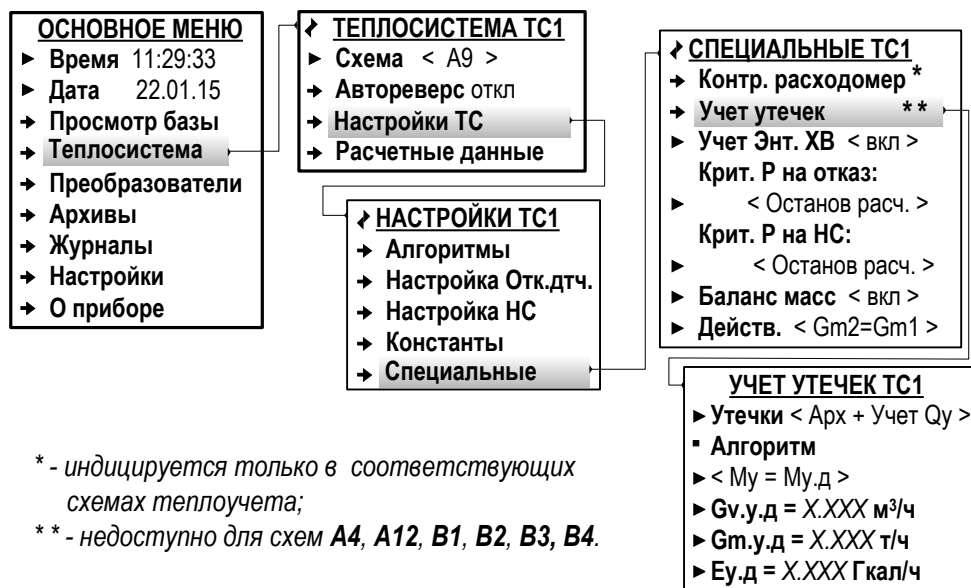 ОСНОВНОЕ МЕНЮ
► Время 11:29:33
► Дата 22.01.15
→ Просмотр базы
→ Теплосистема
→ Преобразователи
→ Архивы
→ Журналы
→ Настройки
→ О приборе
ТЕПЛОСИСТЕМА ТС1
► Схема < А9 >
→ Автореверс откл
→ Настройки ТС
→ Расчетные данные
НАСТРОЙКИ ТС1
→ Алгоритмы
→ Настройка Отк.дтч.
→ Настройка НС
→ Константы
→ Специальные
СПЕЦИАЛЬНЫЕ ТС1
→ Контр. расходомер *
→ Учет утечек **
► Учет Энт. ХВ < вкл >
Крит. Р на отказ:
► < Останов расч. >
Крит. Р на НС:
► < Останов расч. >
► Баланс масс < вкл >
► Действ. < Gm2=Gm1 >
УЧЕТ УТЕЧЕК ТС1
► Утечки < Арх + Учет Qу >
▪ Алгоритм
► < Му = Му.д >
► Gv.у.д = X.XXX м³/ч
► Gm.у.д = X.XXX т/ч
► Еу.д = X.XXX Гкал/ч
* - индицируется только в соответствующих
схемах теплоучета;
* * - недоступно для схем А4, А12, В1, В2, В3, В4.